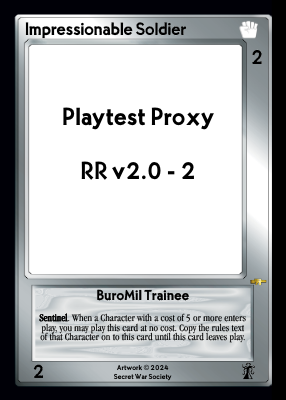 Impressionable Soldier
2
Playtest Proxy
RR v2.0 - 2
BuroMil Trainee
Sentinel. When a Character with a cost of 5 or more enters
play, you may play this card at no cost. Copy the rules text
of that Character on to this card until this card leaves play.
2
Artwork © 2024
Secret War Society